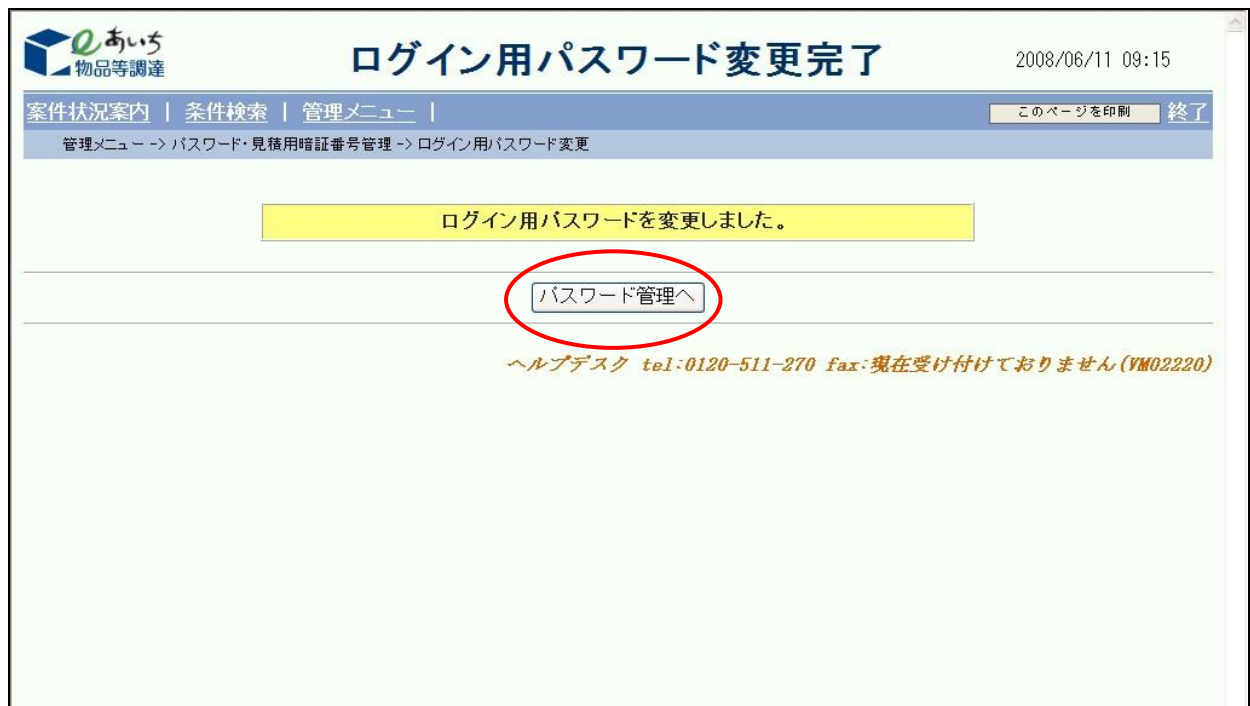 eあいち
物品等調達
ログイン用パスワード変更完了
2008/06/11 09:15
案件状況案内 | 条件検索 | 管理メニュー |
このページを印刷 終了
管理メニュー -> パスワード・見積用暗証番号管理 -> ログイン用パスワード変更
ログイン用パスワードを変更しました。
パスワード管理へ
ヘルプデスク tel:0120-511-270 fax:現在受け付けておりません(VM02220)